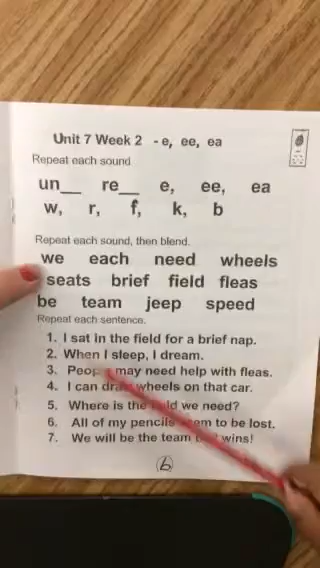 Unit 7 Week 2 - e, ee, ea
Repeat each sound
un__ re__ e, ee, ea
w, r, f, k, b
Repeat each sound, then blend.
we each need wheels
seats brief field fleas
be team jeep speed
Repeat each sentence.
1. I sat in the field for a brief nap.
2. When I sleep, I dream.
3. may need help with fleas.
4. I can wheels on that car.
5. Where is the we need?
6. All of my pencils to be lost.
7. We will be the team wins!
6